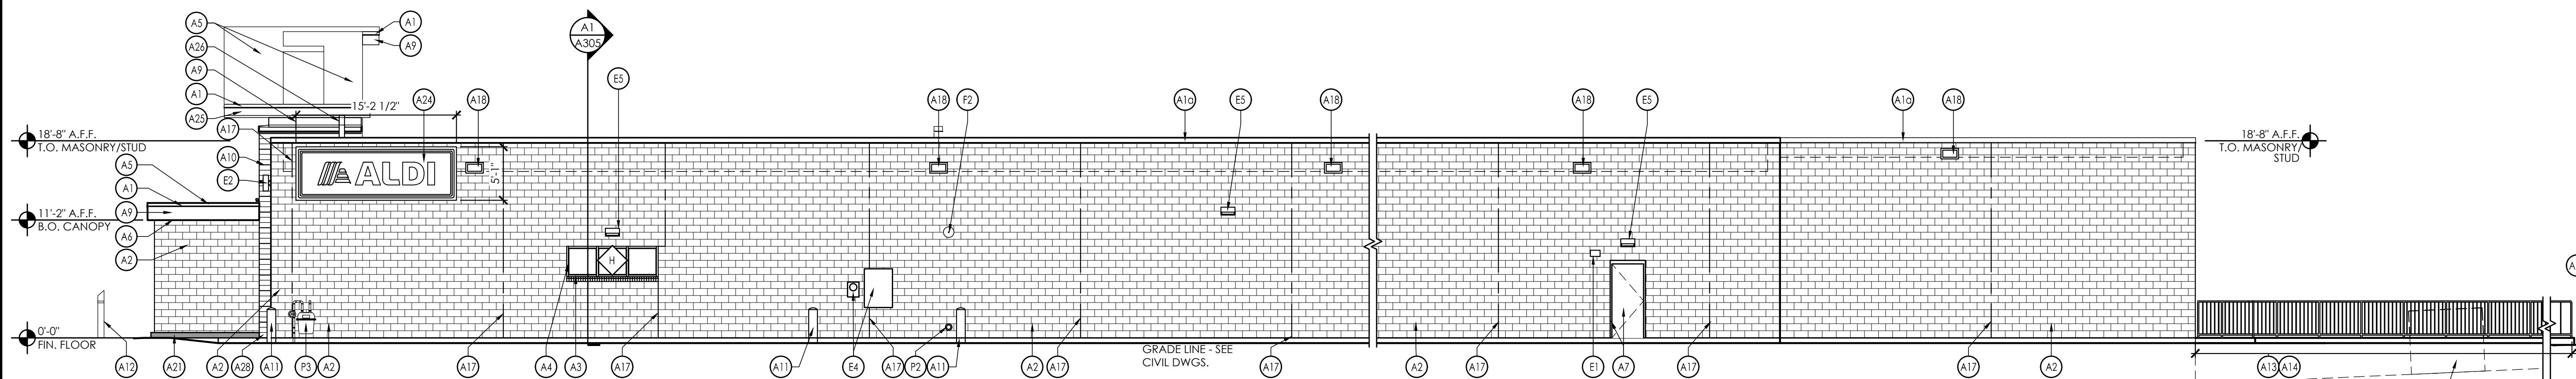 A5
A1
A26
A9
A9
A1
A25
15'-2 1/2"
A24
A18
A17
A1
A305
E5
A18
F2
A1a
E5
A18
A18
E5
A1a
A18
18'-8" A.F.F.
T.O. MASONRY/STUD
18'-8" A.F.F.
T.O. MASONRY/
STUD
A5
A10
E2
ALDI
5'-1"
A1
A9
11'-2" A.F.F.
B.O. CANOPY
A6
A2
H
0'-0"
FIN. FLOOR
GRADE LINE - SEE
CIVIL DWGS.
A12
A21
A2
A28
A11
P3
A2
A17
A4
A3
A17
A11
E4
A17
P2
A11
A2
A17
A17
A2
A17
E1
A7
A17
A17
A2
A13
A14